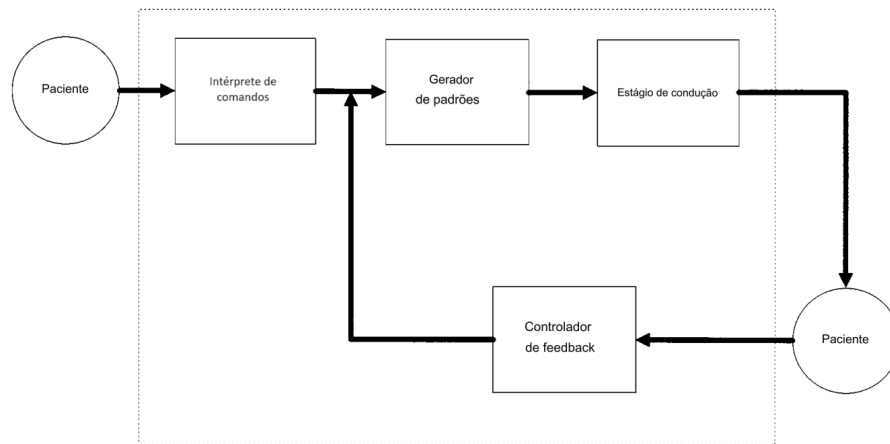 Paciente
Intérprete de
comandos
Gerador
de padrões
Estágio de condução
Controlador
de feedback
Paciente